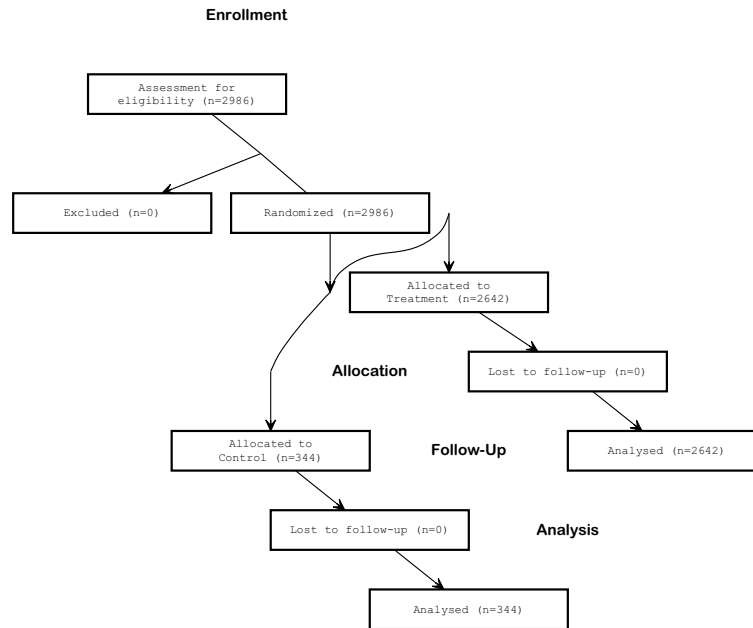 Enrollment
Assessment for
eligibility (n=2986)
Excluded (n=0)
Randomized (n=2986)
Allocated to
Treatment (n=2642)
Allocation
Lost to follow-up (n=0)
Allocated to
Control (n=344)
Follow-Up
Analysed (n=2642)
Lost to follow-up (n=0)
Analysis
Analysed (n=344)